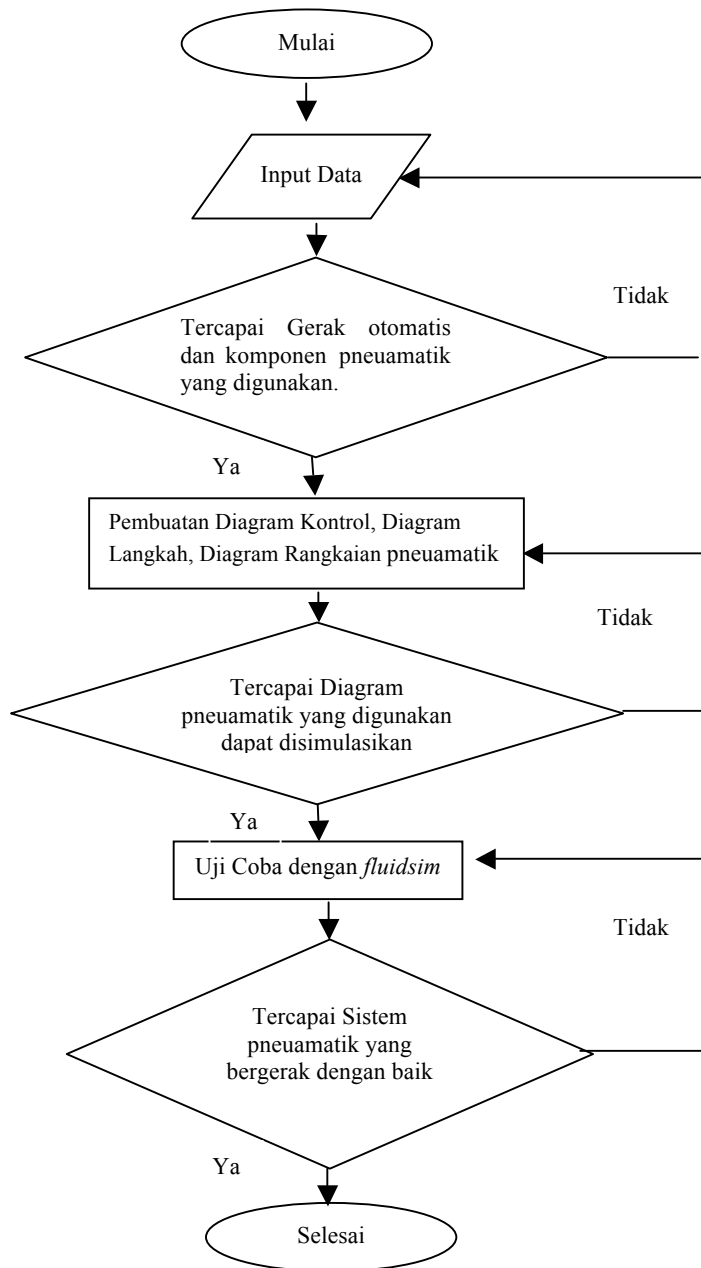 Mulai
Input Data
Tidak
Tercapai Gerak otomatis
dan komponen pneuamatik
yang digunakan.
Ya
Pembuatan Diagram Kontrol, Diagram
Langkah, Diagram Rangkaian pneuamatik
Tidak
Tercapai Diagram
pneuamatik yang digunakan
dapat disimulasikan
Ya
Uji Coba dengan fluidsim
Tidak
Tercapai Sistem
pneuamatik yang
bergerak dengan baik
Ya
Selesai